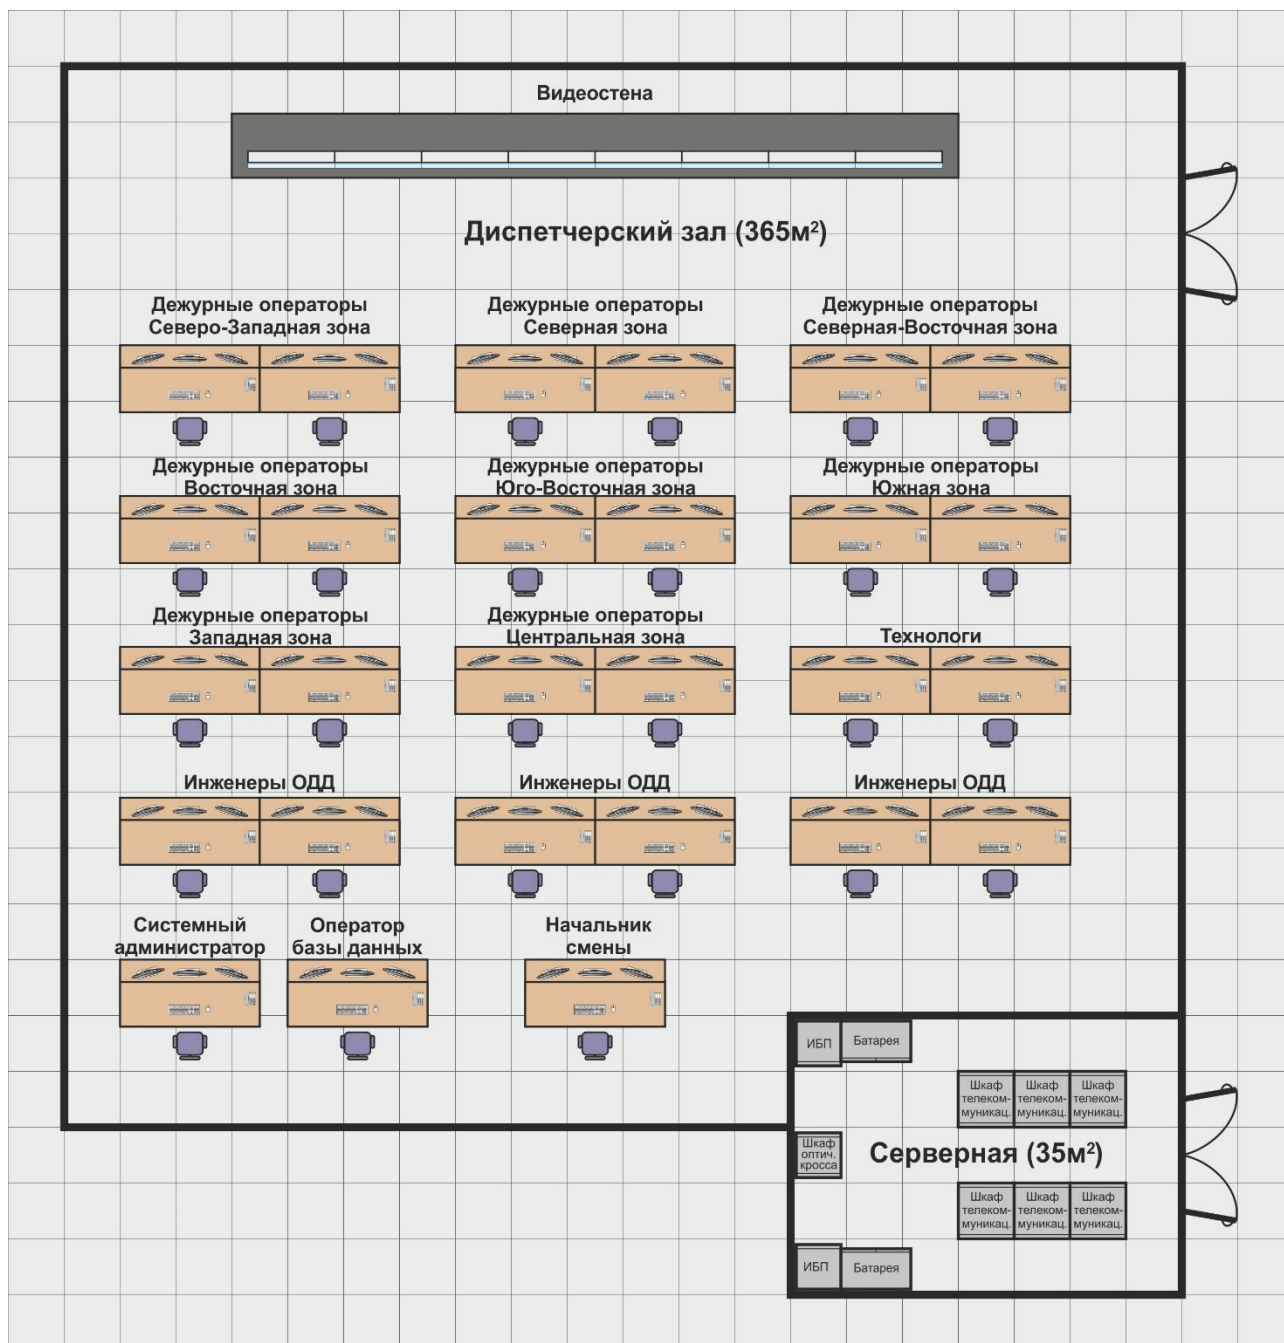 Видеостена
Диспетчерский зал (365м²)
Дежурные операторы
Северо-Западная зона
Дежурные операторы
Северная зона
Дежурные операторы
Северная-Восточная зона
Дежурные операторы
Восточная зона
Дежурные операторы
Юго-Восточная зона
Дежурные операторы
Южная зона
Дежурные операторы
Западная зона
Дежурные операторы
Центральная зона
Технологи
Инженеры ОДД
Инженеры ОДД
Инженеры ОДД
Системный
администратор
Оператор
базы данных
Начальник
смены
ИБП
Батарея
Шкаф
телеком-
муникац.
Шкаф
телеком-
муникац.
Шкаф
телеком-
муникац.
Шкаф
оптич.
кросса
Серверная (35м²)
Шкаф
телеком-
муникац.
Шкаф
телеком-
муникац.
Шкаф
телеком-
муникац.
ИБП
Батарея